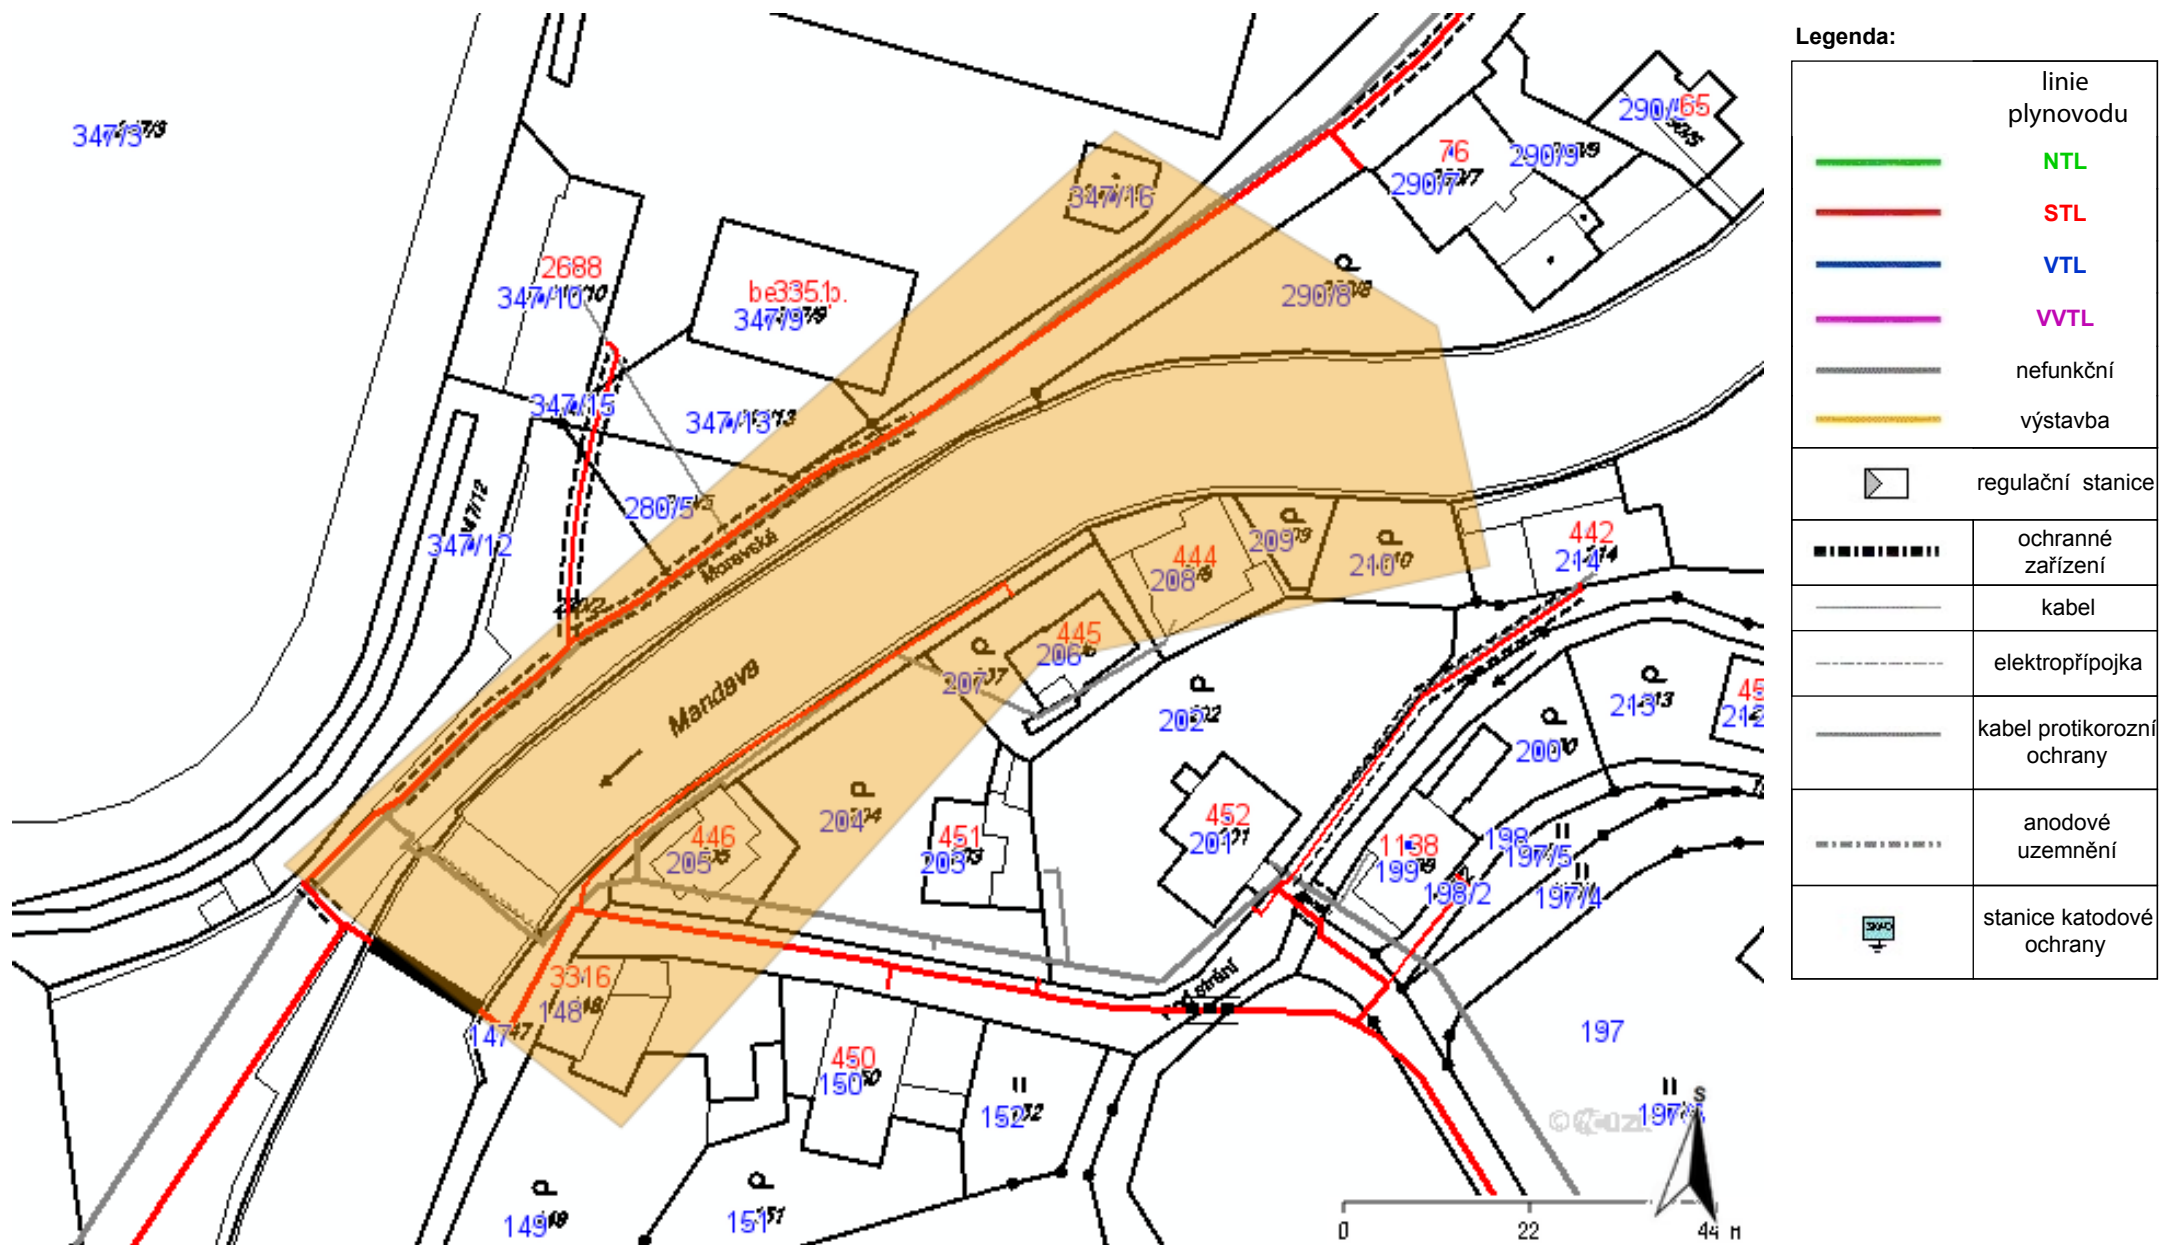 Legenda:
linie
plynovodu
NTL
STL
VTL
VVTL
nefunkční
výstavba
regulační stanice
ochranné
zařízení
kabel
elektropřípojka
kabel protikorozní
ochrany
anodové
uzemnění
stanice katodové
ochrany
347/3
290/9
65
76
290/7
347/16
2688
347/10
347/9
290/8
347/15
347/13
280/5
347/12
Moravská
444
208
209
210
442
214
445
206
207
Mandava
202
213
212
200
446
205
204
451
203
452
201
1138
199
198
197/5
198/2
197/4
3316
148
147
450
150
152
197
149
151
S
0
22
44 m